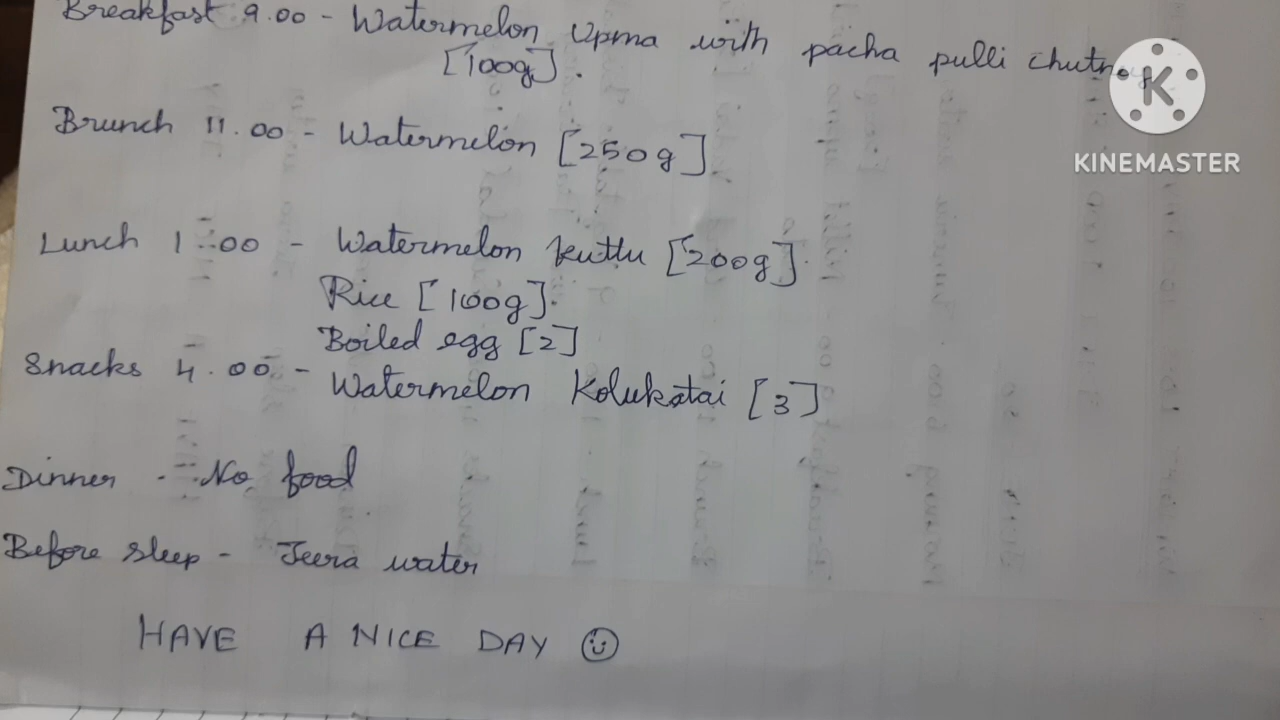 Breakfast 9.00 - Watermelon Upma with pacha pulli chutney
[100g].
Brunch 11.00 - Watermelon [250g]
Lunch 1.00 - Watermelon kuttu [200g].
Rice [100g].
Boiled egg [2]
Snacks 4.00 - Watermelon Kolukatai [3]
Dinner - No food
Before sleep - Jeera water
HAVE A NICE DAY
K
KINEMASTER